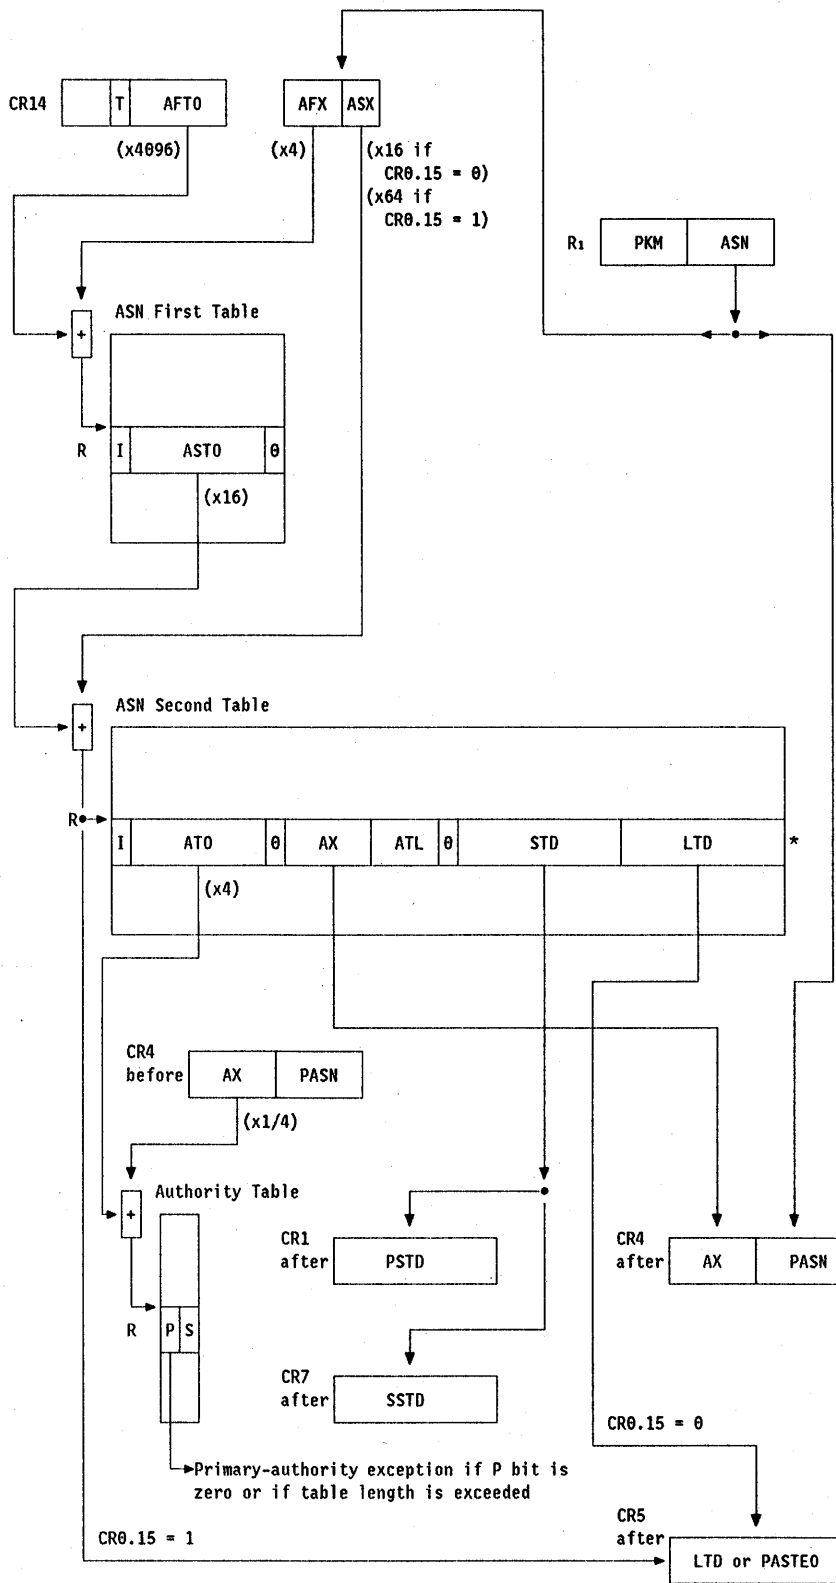 CR14 T AFTO AFX ASX
(x4096) (x4) (x16 if
CR0.15 = 0)
(x64 if
CR0.15 = 1)
R1 PKM ASN
ASN First Table
+
R I ASTO 0
(x16)
ASN Second Table
+
R
I ATO 0 AX ATL 0 STD LTD *
(x4)
CR4
before AX PASN
(x1/4)
Authority Table
+
CR1
after PSTD
CR4
after AX PASN
R P S
CR7
after SSTD
CR0.15 = 0
Primary-authority exception if P bit is
zero or if table length is exceeded
CR0.15 = 1
CR5
after
LTD or PASTEO